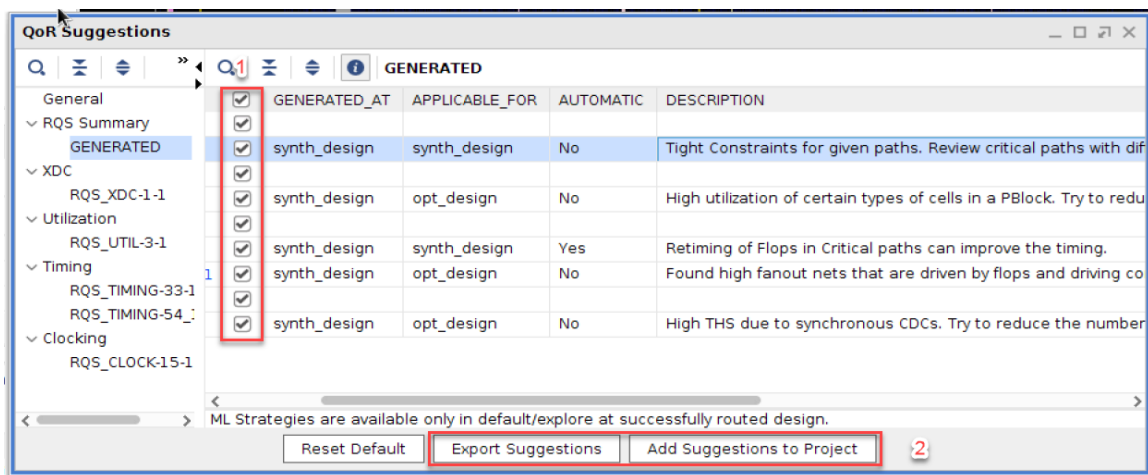 QoR Suggestions
1 GENERATED
General
RQS Summary
GENERATED
XDC
RQS_XDC-1-1
Utilization
RQS_UTIL-3-1
Timing
RQS_TIMING-33-1
RQS_TIMING-54_
Clocking
RQS_CLOCK-15-1
GENERATED_AT APPLICABLE_FOR AUTOMATIC DESCRIPTION
synth_design synth_design No Tight Constraints for given paths. Review critical paths with dif
synth_design opt_design No High utilization of certain types of cells in a PBlock. Try to redu
synth_design synth_design Yes Retiming of Flops in Critical paths can improve the timing.
1 synth_design opt_design No Found high fanout nets that are driven by flops and driving co
synth_design opt_design No High THS due to synchronous CDCs. Try to reduce the number
ML Strategies are available only in default/explore at successfully routed design.
Reset Default Export Suggestions Add Suggestions to Project 2